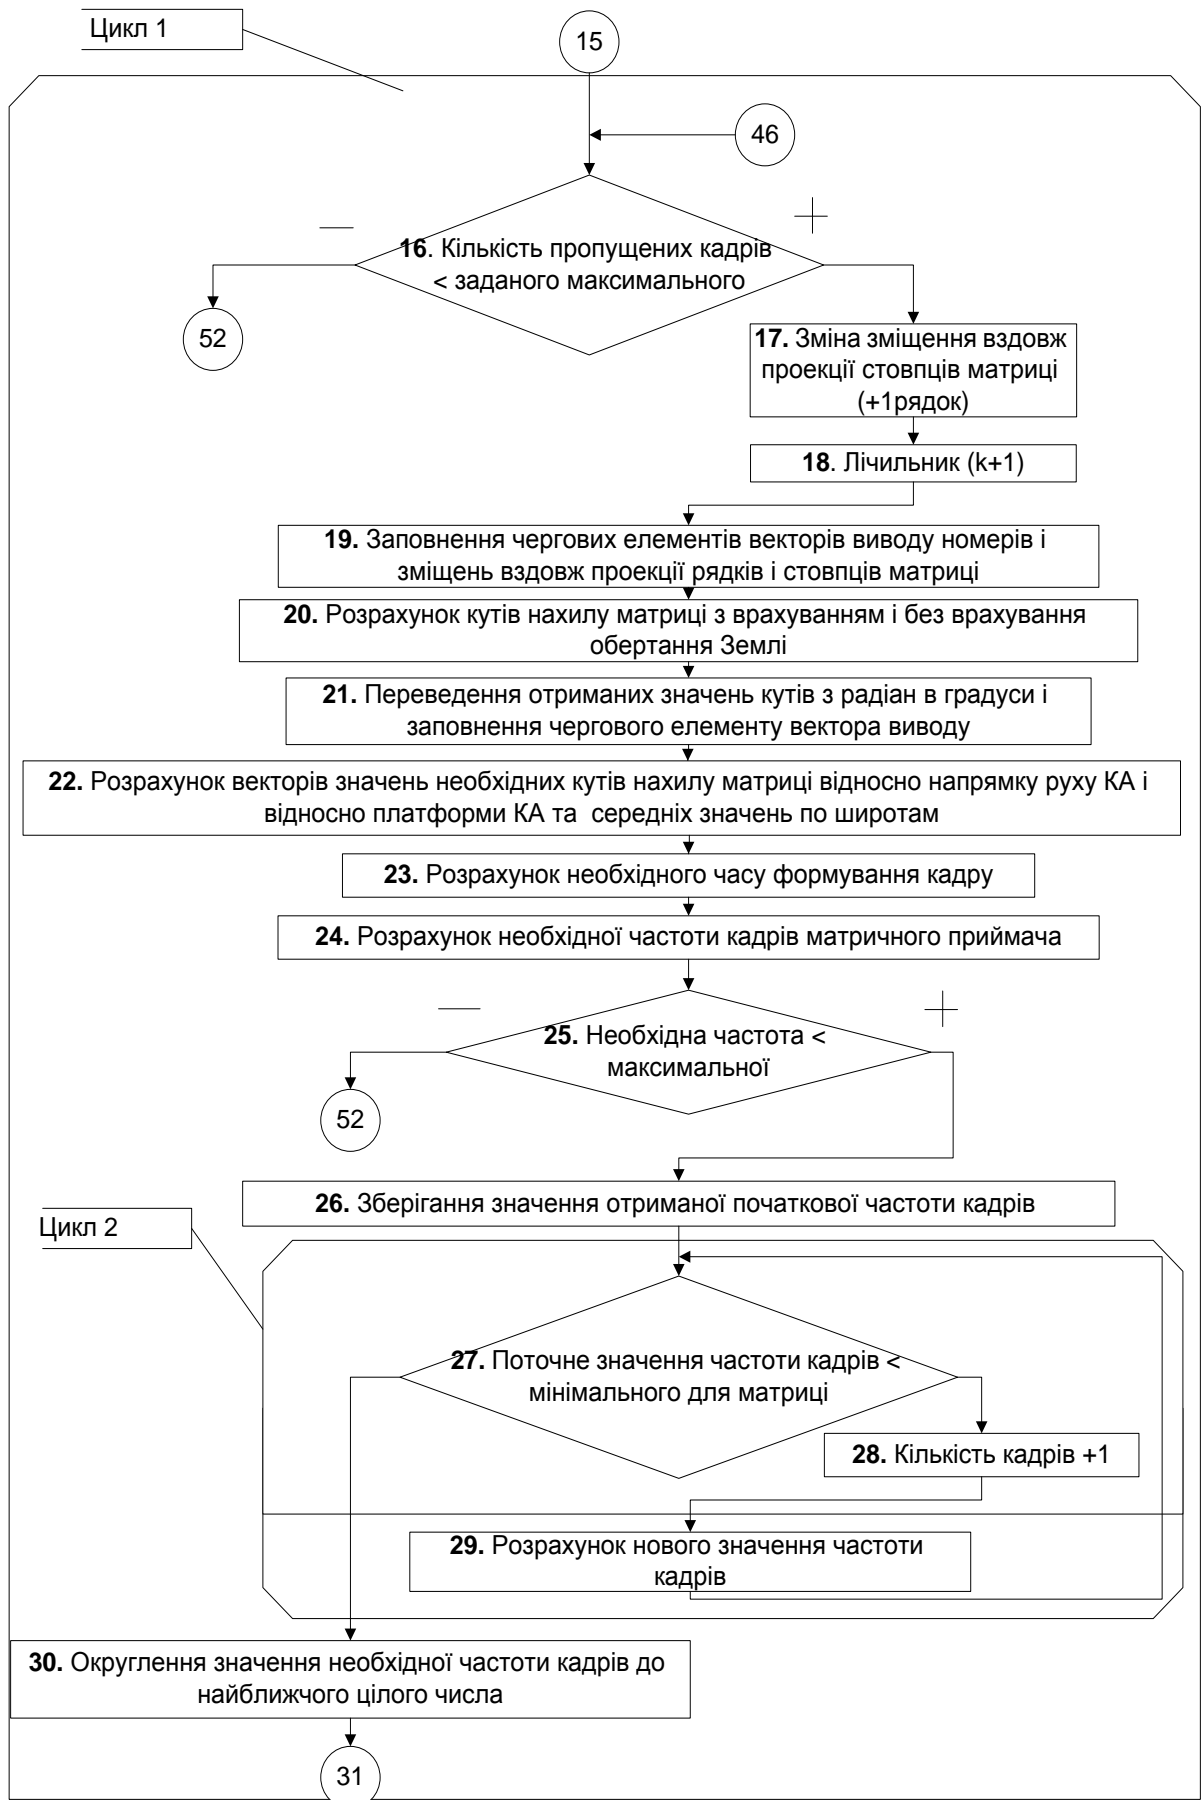 Цикл 1
15
46
16. Кількість пропущених кадрів
< заданого максимального
52
17. Зміна зміщення вздовж
проекції стовпців матриці
(+1рядок)
18. Лічильник (k+1)
19. Заповнення чергових елементів векторів виводу номерів і
зміщень вздовж проекції рядків і стовпців матриці
20. Розрахунок кутів нахилу матриці з врахуванням і без врахування
обертання Землі
21. Переведення отриманих значень кутів з радіан в градуси і
заповнення чергового елементу вектора виводу
22. Розрахунок векторів значень необхідних кутів нахилу матриці відносно напрямку руху КА і
відносно платформи КА та середніх значень по широтам
23. Розрахунок необхідного часу формування кадру
24. Розрахунок необхідної частоти кадрів матричного приймача
25. Необхідна частота <
максимальної
52
26. Зберігання значення отриманої початкової частоти кадрів
Цикл 2
27. Поточне значення частоти кадрів <
мінімального для матриці
28. Кількість кадрів +1
29. Розрахунок нового значення частоти
кадрів
30. Округлення значення необхідної частоти кадрів до
найближчого цілого числа
31